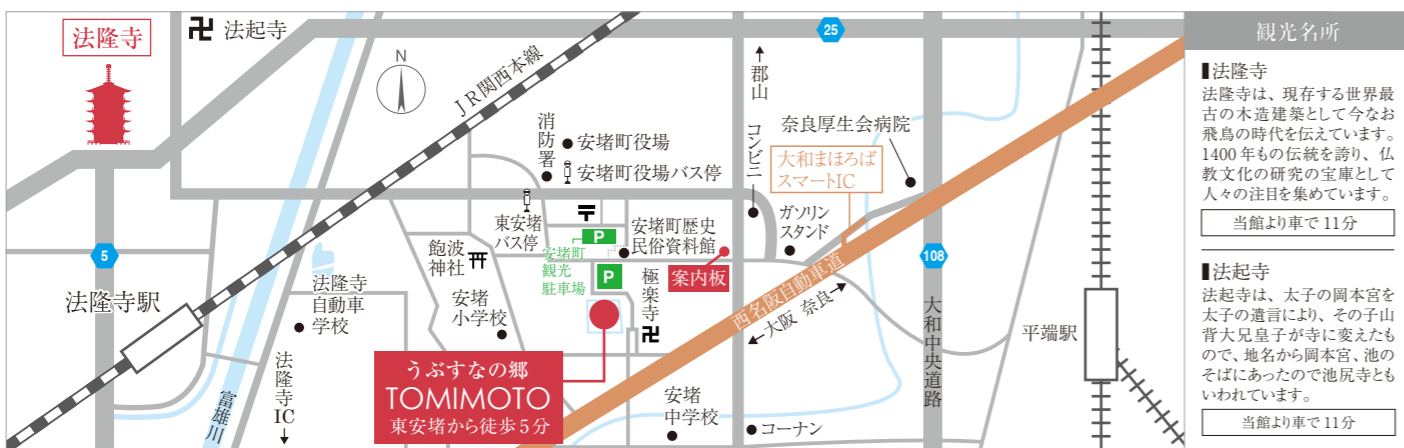 法隆寺
法起寺
N
JR関西本線
消防署
安堵町役場
安堵町役場バス停
東安堵
バス停
飽波
神社
安堵町
観光
駐車場
P
P
安堵町歴史
民俗資料館
極楽寺
案内板
↑郡山
コンビニ
奈良厚生会病院
大和まほろば
スマートIC
ガソリン
スタンド
25
5
108
法隆寺駅
法隆寺
自動車
学校
安堵
小学校
法隆寺IC↓
富雄川
うぶすなの郷
TOMIMOTO
東安堵から徒歩5分
西名阪自動車道
←大阪 奈良→
大和中央道路
平端駅
安堵
中学校
コーナン
観光名所
▮法隆寺
法隆寺は、現存する世界最
古の木造建築として今なお
飛鳥の時代を伝えています。
1400年もの伝統を誇り、仏
教文化の研究の宝庫として
人々の注目を集めています。
当館より車で11分
▮法起寺
法起寺は、太子の岡本宮を
太子の遺言により、その子山
背大兄皇子が寺に変えたも
ので、地名から岡本宮、池の
そばにあったので池尻寺とも
いわれています。
当館より車で11分